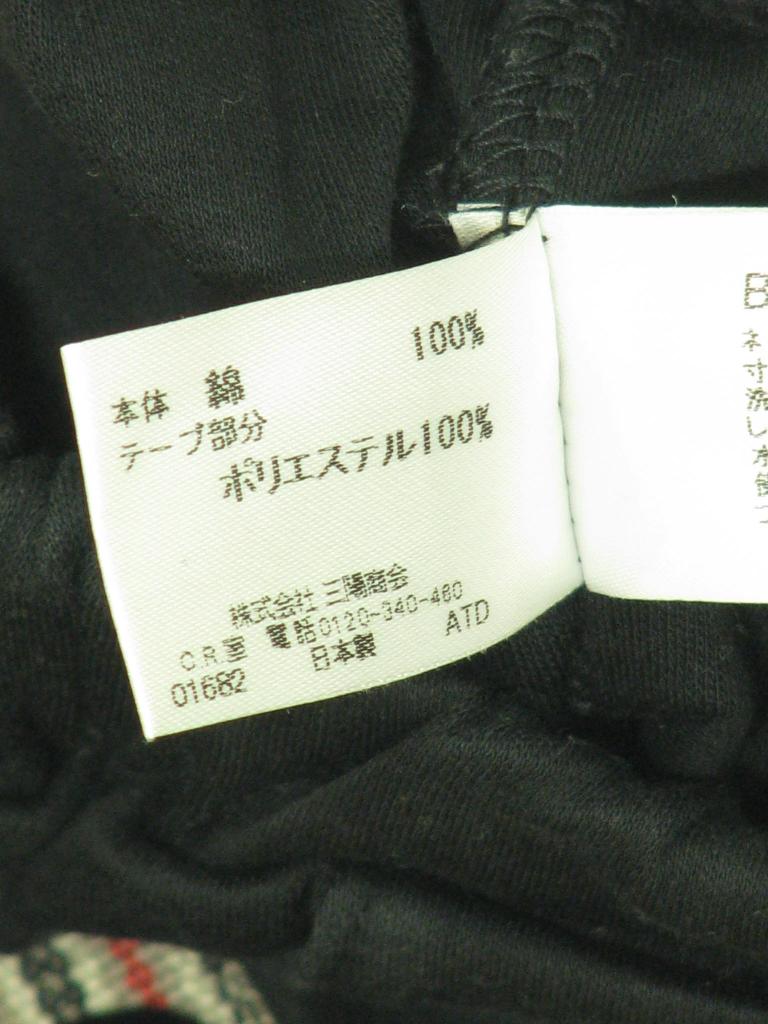 本体 綿 100%
テープ部分
ポリエステル100%
株式会社 三陽商会
C.R.室 電話0120-340-460
01682 日本製 ATD
B